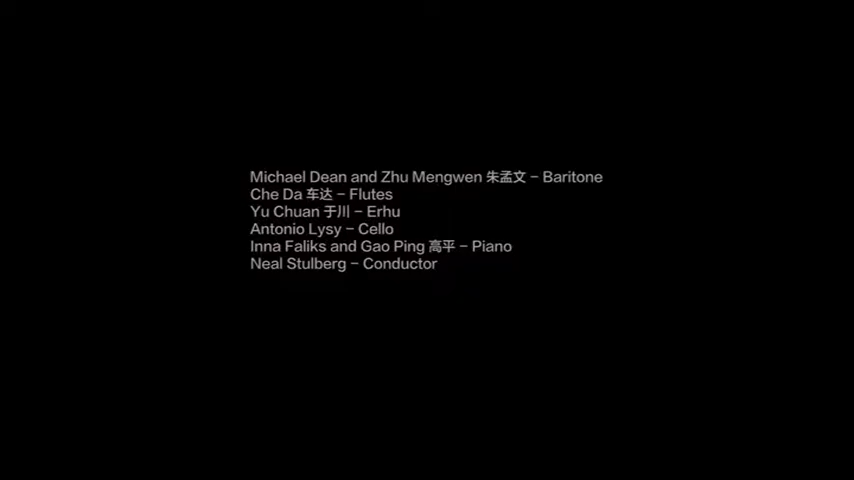 Michael Dean and Zhu Mengwen 朱孟文 – Baritone
Che Da 车达 – Flutes
Yu Chuan 于川 – Erhu
Antonio Lysy – Cello
Inna Faliks and Gao Ping 高平 – Piano
Neal Stulberg – Conductor